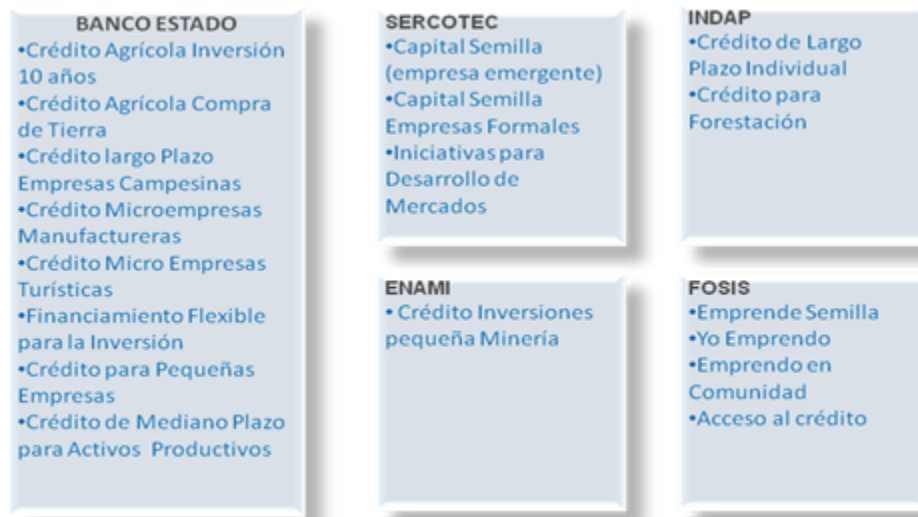 BANCO ESTADO
•Crédito Agrícola Inversión
10 años
•Crédito Agrícola Compra
de Tierra
•Crédito largo Plazo
Empresas Campesinas
•Crédito Microempresas
Manufactureras
•Crédito Micro Empresas
Turísticas
•Financiamiento Flexible
para la Inversión
•Crédito para Pequeñas
Empresas
•Crédito de Mediano Plazo
para Activos Productivos
SERCOTEC
•Capital Semilla
(empresa emergente)
•Capital Semilla
Empresas Formales
•Iniciativas para
Desarrollo de
Mercados
INDAP
•Crédito de Largo
Plazo Individual
•Crédito para
Forestación
ENAMI
• Crédito Inversiones
pequeña Minería
FOSIS
•Emprende Semilla
•Yo Emprendo
•Emprendo en
Comunidad
•Acceso al crédito